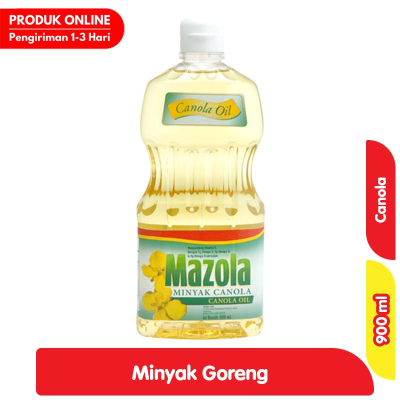 PRODUK ONLINE
Pengiriman 1-3 Hari
Canola Oil
Mazola
MINYAK CANOLA
CANOLA OIL
Canola
900 ml
Minyak Goreng